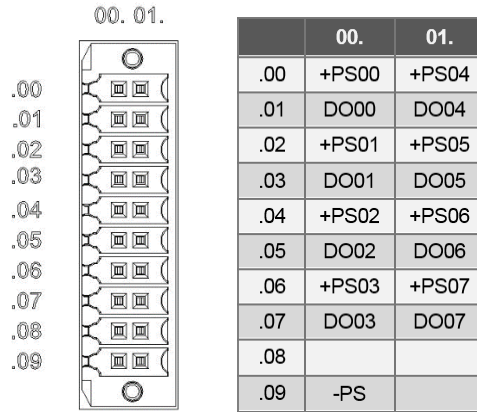 00. 01.
.00
.01
.02
.03
.04
.05
.06
.07
.08
.09
00. 01.
.00 +PS00 +PS04
.01 DO00 DO04
.02 +PS01 +PS05
.03 DO01 DO05
.04 +PS02 +PS06
.05 DO02 DO06
.06 +PS03 +PS07
.07 DO03 DO07
.08
.09 -PS